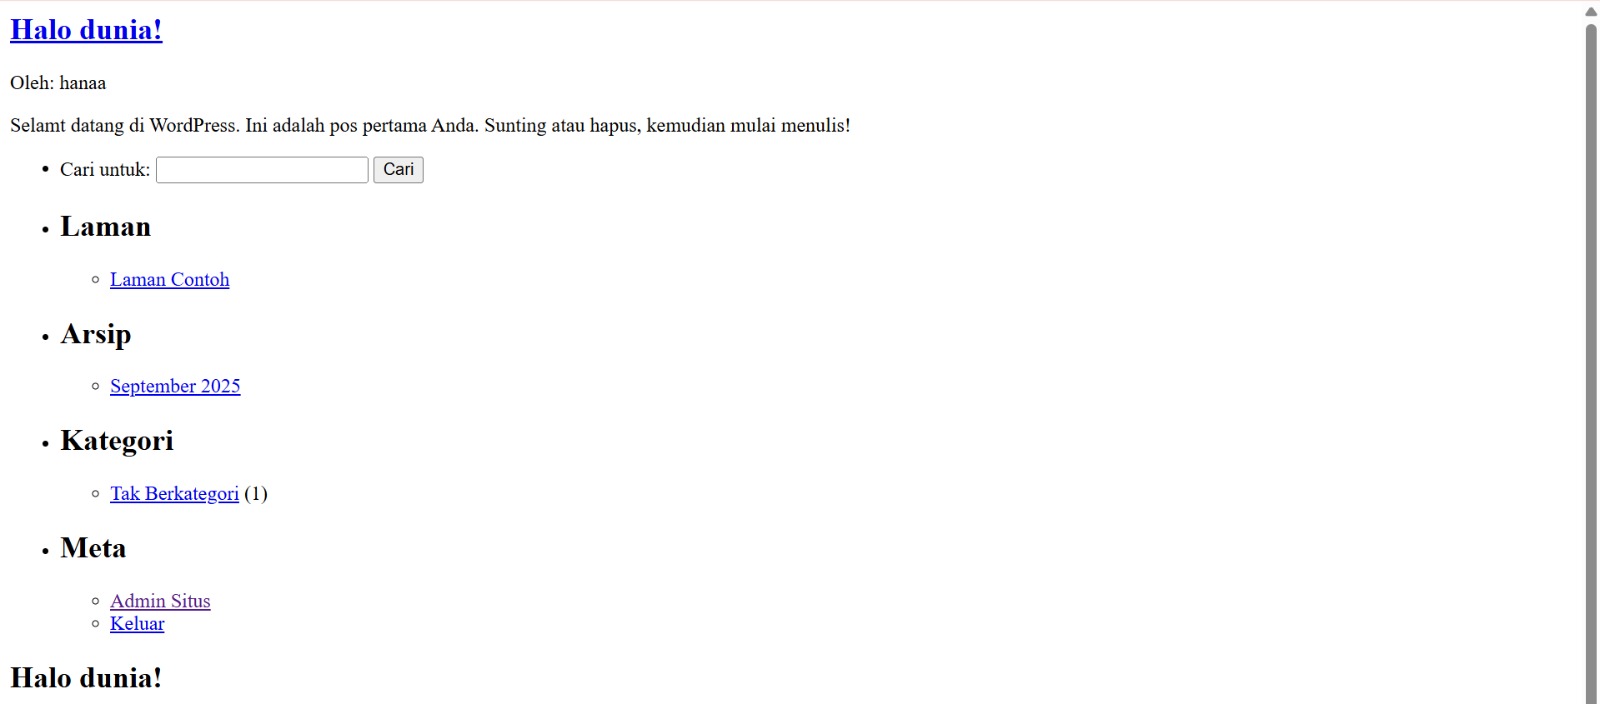 Halo dunia!
Oleh: hanaa
Selamt datang di WordPress. Ini adalah pos pertama Anda. Sunting atau hapus, kemudian mulai menulis!
Cari untuk: Cari
Laman
Laman Contoh
Arsip
September 2025
Kategori
Tak Berkategori (1)
Meta
Admin Situs
Keluar
Halo dunia!